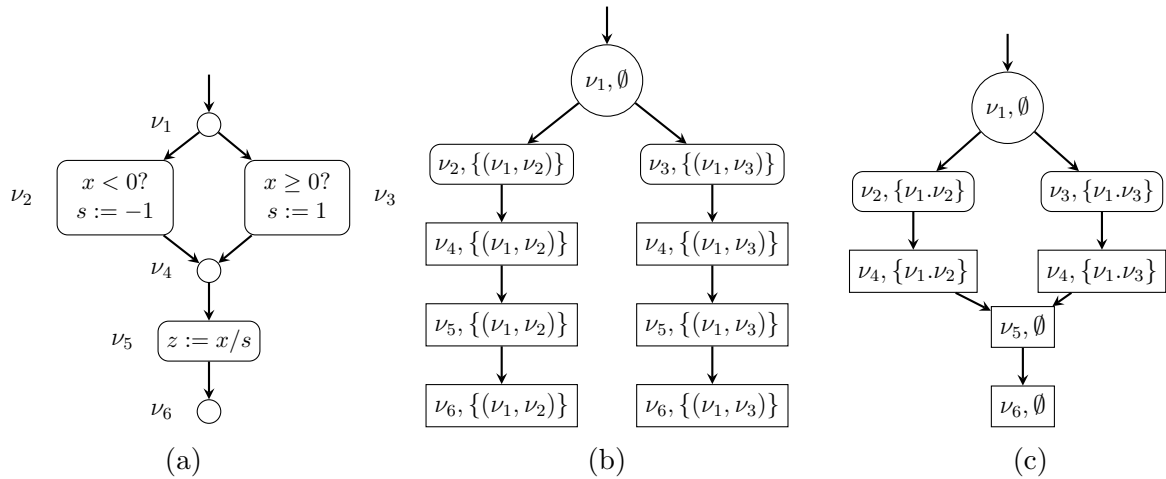 ν₁
ν₂
x < 0?
s := −1
x ≥ 0?
s := 1
ν₃
ν₄
ν₅
z := x/s
ν₆
(a)
ν₁, ∅
ν₂, {(ν₁, ν₂)}
ν₃, {(ν₁, ν₃)}
ν₄, {(ν₁, ν₂)}
ν₄, {(ν₁, ν₃)}
ν₅, {(ν₁, ν₂)}
ν₅, {(ν₁, ν₃)}
ν₆, {(ν₁, ν₂)}
ν₆, {(ν₁, ν₃)}
(b)
ν₁, ∅
ν₂, {ν₁.ν₂}
ν₃, {ν₁.ν₃}
ν₄, {ν₁.ν₂}
ν₄, {ν₁.ν₃}
ν₅, ∅
ν₆, ∅
(c)